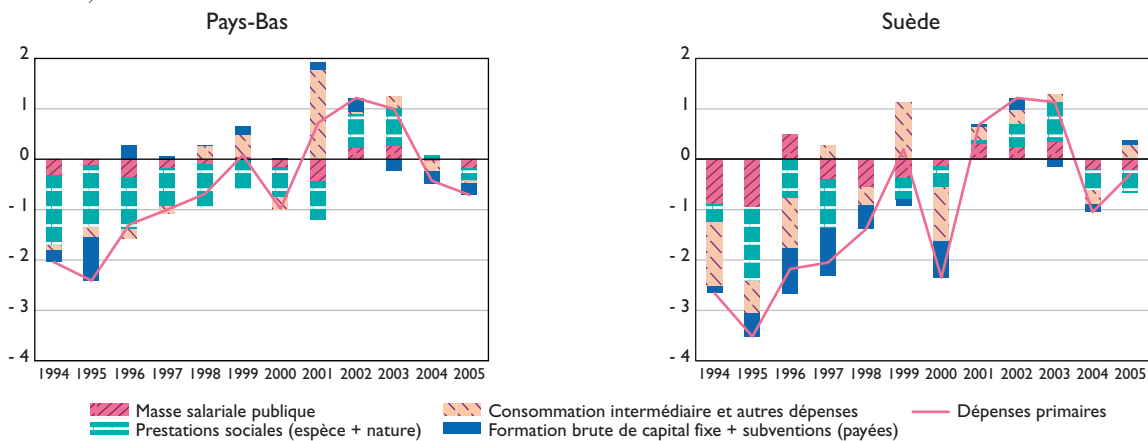 Pays-Bas
2
1
0
- 1
- 2
- 3
- 4
1994 1995 1996 1997 1998 1999 2000 2001 2002 2003 2004 2005
Suède
2
1
0
- 1
- 2
- 3
- 4
1994 1995 1996 1997 1998 1999 2000 2001 2002 2003 2004 2005
Masse salariale publique
Consommation intermédiaire et autres dépenses
Dépenses primaires
Prestations sociales (espèce + nature)
Formation brute de capital fixe + subventions (payées)